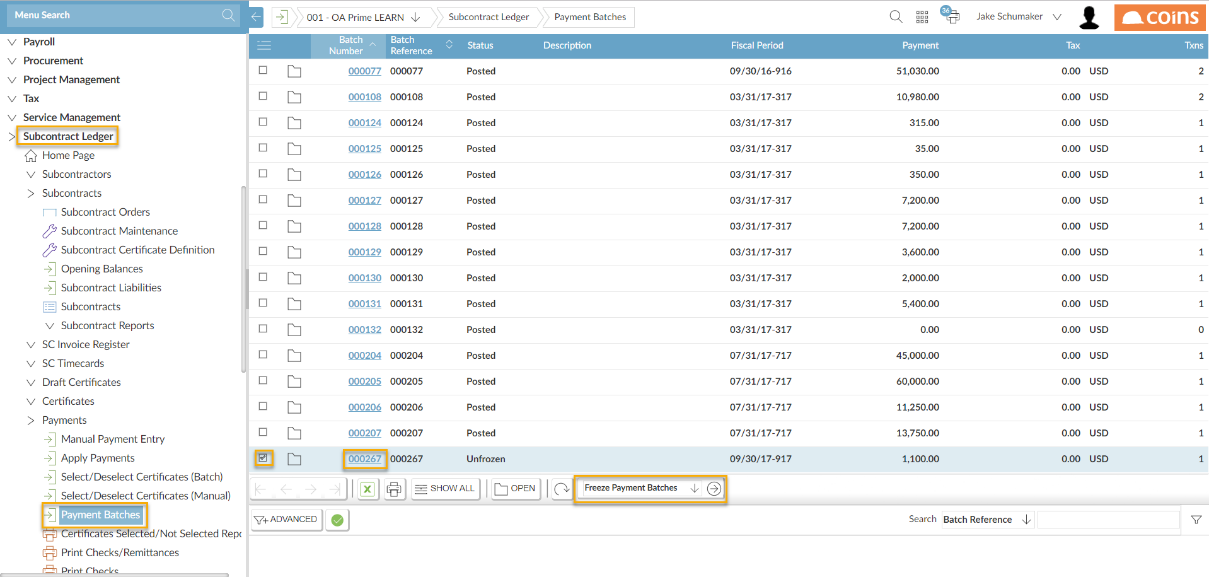 Menu Search
001 - OA Prime LEARN
Subcontract Ledger
Payment Batches
36
Jake Schumaker
coins
Payroll
Procurement
Project Management
Tax
Service Management
Subcontract Ledger
Home Page
Subcontractors
Subcontracts
Subcontract Orders
Subcontract Maintenance
Subcontract Certificate Definition
Opening Balances
Subcontract Liabilities
Subcontracts
Subcontract Reports
SC Invoice Register
SC Timecards
Draft Certificates
Certificates
Payments
Manual Payment Entry
Apply Payments
Select/Deselect Certificates (Batch)
Select/Deselect Certificates (Manual)
Payment Batches
Certificates Selected/Not Selected Repo
Print Checks/Remittances
Print Checks
Batch Number Batch Reference Status Description Fiscal Period Payment Tax Txns
000077 000077 Posted 09/30/16-916 51,030.00 0.00 USD 2
000108 000108 Posted 03/31/17-317 10,980.00 0.00 USD 2
000124 000124 Posted 03/31/17-317 315.00 0.00 USD 1
000125 000125 Posted 03/31/17-317 35.00 0.00 USD 1
000126 000126 Posted 03/31/17-317 350.00 0.00 USD 1
000127 000127 Posted 03/31/17-317 7,200.00 0.00 USD 1
000128 000128 Posted 03/31/17-317 7,200.00 0.00 USD 1
000129 000129 Posted 03/31/17-317 3,600.00 0.00 USD 1
000130 000130 Posted 03/31/17-317 2,000.00 0.00 USD 1
000131 000131 Posted 03/31/17-317 5,400.00 0.00 USD 1
000132 000132 Posted 03/31/17-317 0.00 0.00 USD 0
000204 000204 Posted 07/31/17-717 45,000.00 0.00 USD 1
000205 000205 Posted 07/31/17-717 60,000.00 0.00 USD 1
000206 000206 Posted 07/31/17-717 11,250.00 0.00 USD 1
000207 000207 Posted 07/31/17-717 13,750.00 0.00 USD 1
000267 000267 Unfrozen 09/30/17-917 1,100.00 0.00 USD 1
SHOW ALL OPEN Freeze Payment Batches
ADVANCED Search Batch Reference